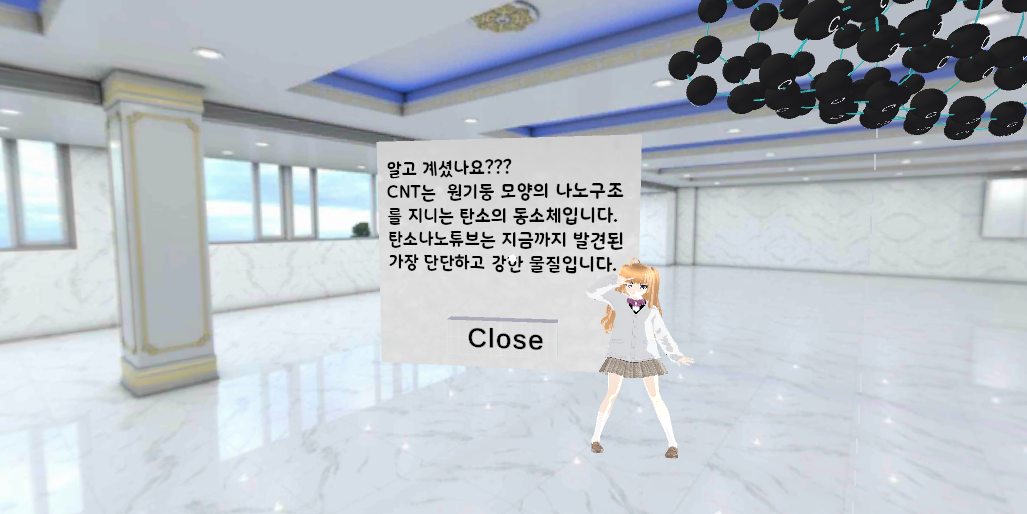 알고 계셨나요???
CNT는 원기둥 모양의 나노구조
를 지니는 탄소의 동소체입니다.
탄소나노튜브는 지금까지 발견된
가장 단단하고 강한 물질입니다.
Close